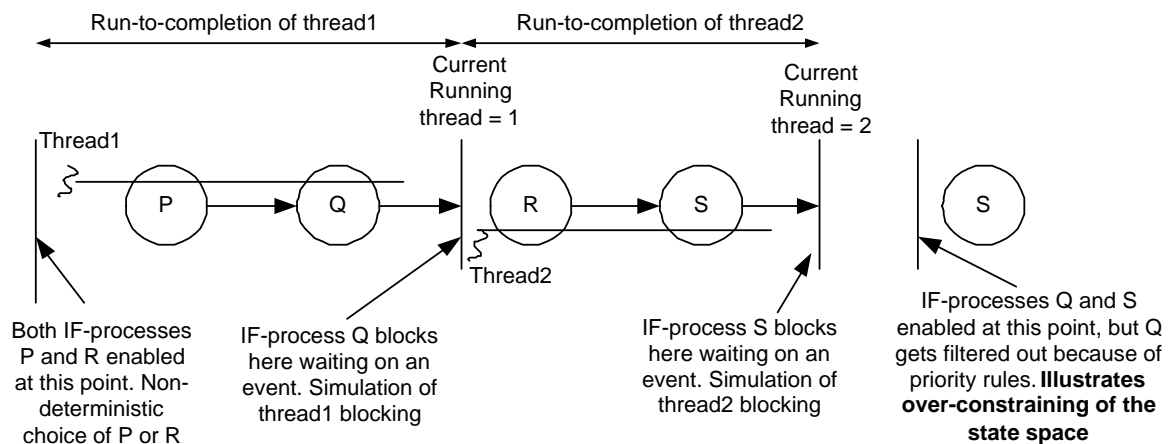 Run-to-completion of thread1
Run-to-completion of thread2
Current
Running
thread = 1
Current
Running
thread = 2
Thread1
P
Q
R
S
S
Thread2
Both IF-processes
P and R enabled
at this point. Non-
deterministic
choice of P or R
IF-process Q blocks
here waiting on an
event. Simulation of
thread1 blocking
IF-process S blocks
here waiting on an
event. Simulation of
thread2 blocking
IF-processes Q and S
enabled at this point, but Q
gets filtered out because of
priority rules. Illustrates
over-constraining of the
state space